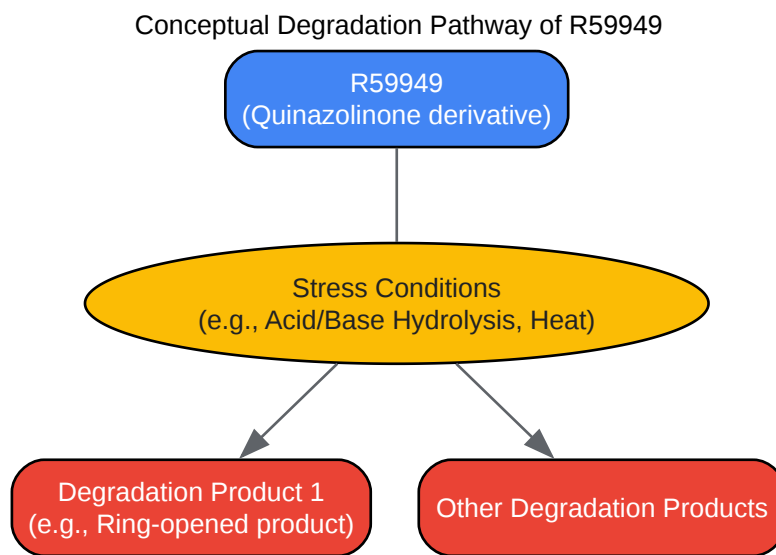 Conceptual Degradation Pathway of R59949
R59949
(Quinazolinone derivative)
Stress Conditions
(e.g., Acid/Base Hydrolysis, Heat)
Degradation Product 1
(e.g., Ring-opened product)
Other Degradation Products